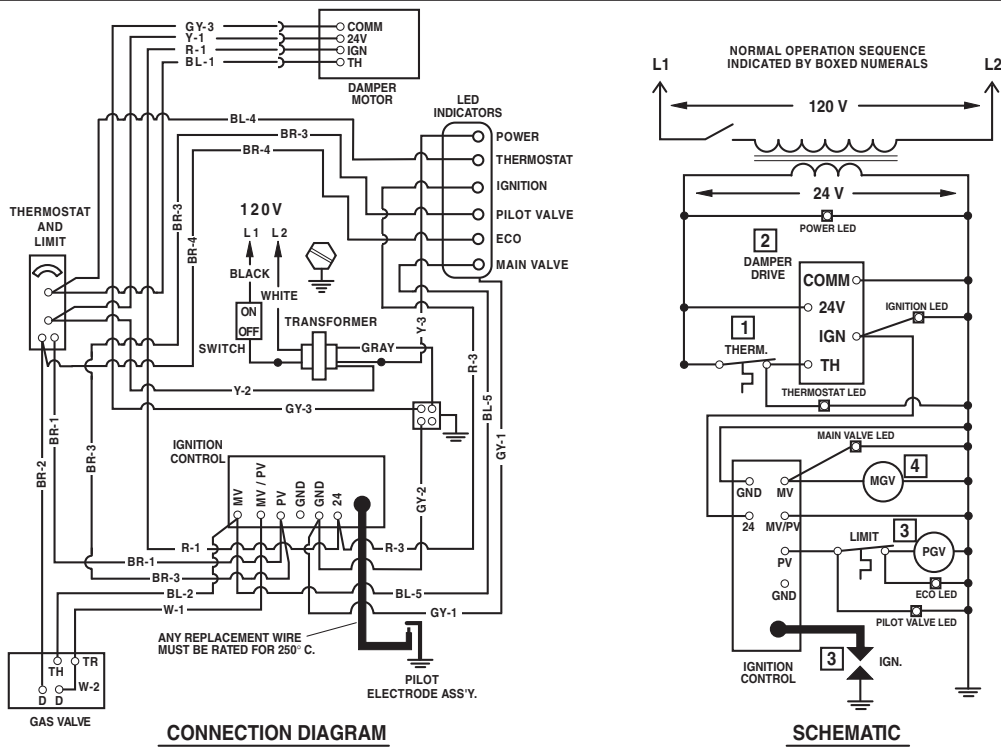 GY-3
Y-1
R-1
BL-1
COMM
24V
IGN
TH
DAMPER
MOTOR
LED
INDICATORS
BL-4
BR-3
BR-4
POWER
THERMOSTAT
IGNITION
PILOT VALVE
ECO
MAIN VALVE
THERMOSTAT
AND
LIMIT
BR-3
BR-4
120V
L1 L2
BLACK
WHITE
ON
OFF
SWITCH
TRANSFORMER
GRAY
Y-3
R-3
BL-5
GY-1
Y-2
GY-3
BR-1
BR-2
BR-3
IGNITION
CONTROL
MV
MV / PV
PV
GND
GND
24
GY-2
R-1
R-3
BR-1
BR-3
BL-2
BL-5
W-1
GY-1
ANY REPLACEMENT WIRE
MUST BE RATED FOR 250° C.
PILOT
ELECTRODE ASS'Y.
TH
TR
W-2
D D
GAS VALVE
CONNECTION DIAGRAM
NORMAL OPERATION SEQUENCE
INDICATED BY BOXED NUMERALS
L1
L2
120 V
24 V
POWER LED
2
DAMPER
DRIVE
COMM
24V
IGN
TH
IGNITION LED
1
THERM.
THERMOSTAT LED
MAIN VALVE LED
4
MGV
GND
MV
24
MV/PV
LIMIT
3
PGV
PV
ECO LED
GND
PILOT VALVE LED
3
IGN.
IGNITION
CONTROL
SCHEMATIC